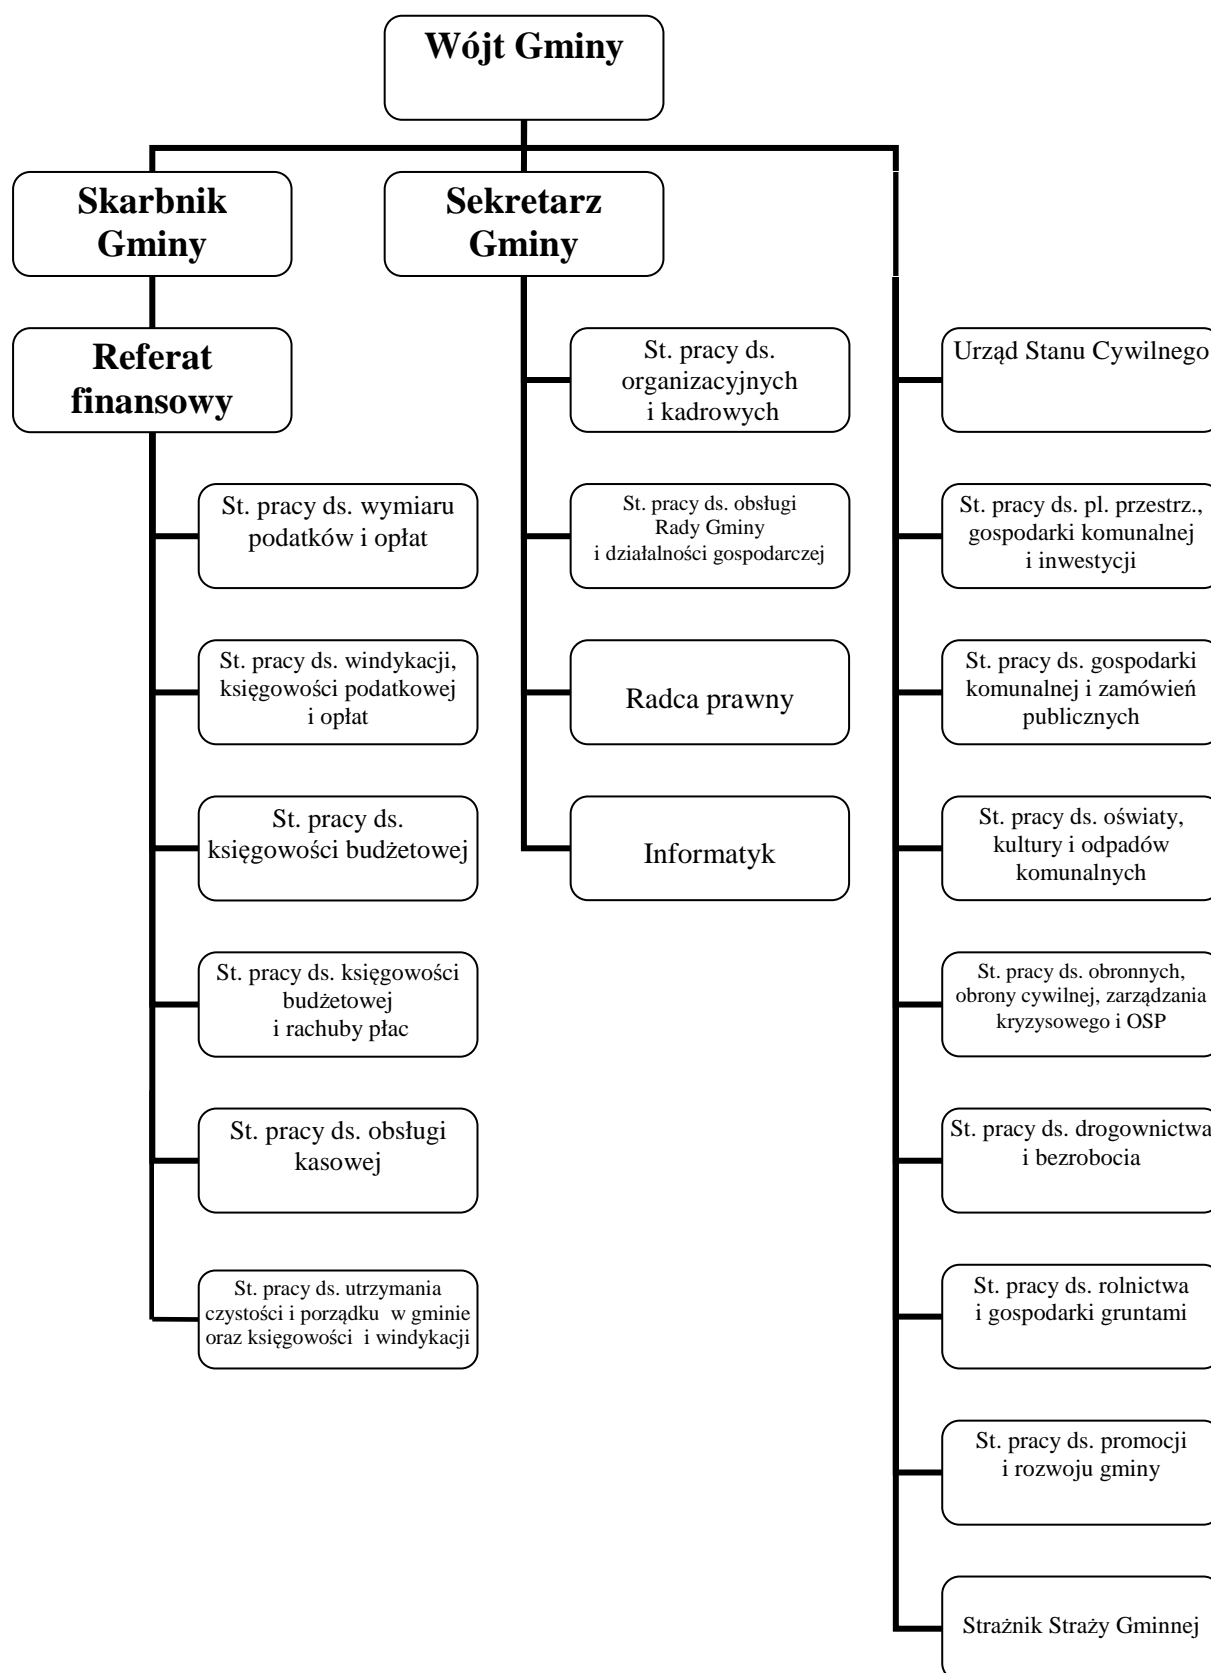 Wójt Gminy
Skarbnik
Gminy
Referat
finansowy
St. pracy ds. wymiaru
podatków i opłat
St. pracy ds. windykacji,
księgowości podatkowej
i opłat
St. pracy ds.
księgowości budżetowej
St. pracy ds. księgowości
budżetowej
i rachuby płac
St. pracy ds. obsługi
kasowej
St. pracy ds. utrzymania
czystości i porządku w gminie
oraz księgowości i windykacji
Sekretarz
Gminy
St. pracy ds.
organizacyjnych
i kadrowych
St. pracy ds. obsługi
Rady Gminy
i działalności gospodarczej
Radca prawny
Informatyk
Urząd Stanu Cywilnego
St. pracy ds. pl. przestrz.,
gospodarki komunalnej
i inwestycji
St. pracy ds. gospodarki
komunalnej i zamówień
publicznych
St. pracy ds. oświaty,
kultury i odpadów
komunalnych
St. pracy ds. obronnych,
obrony cywilnej, zarządzania
kryzysowego i OSP
St. pracy ds. drogownictwa
i bezrobocia
St. pracy ds. rolnictwa
i gospodarki gruntami
St. pracy ds. promocji
i rozwoju gminy
Strażnik Straży Gminnej